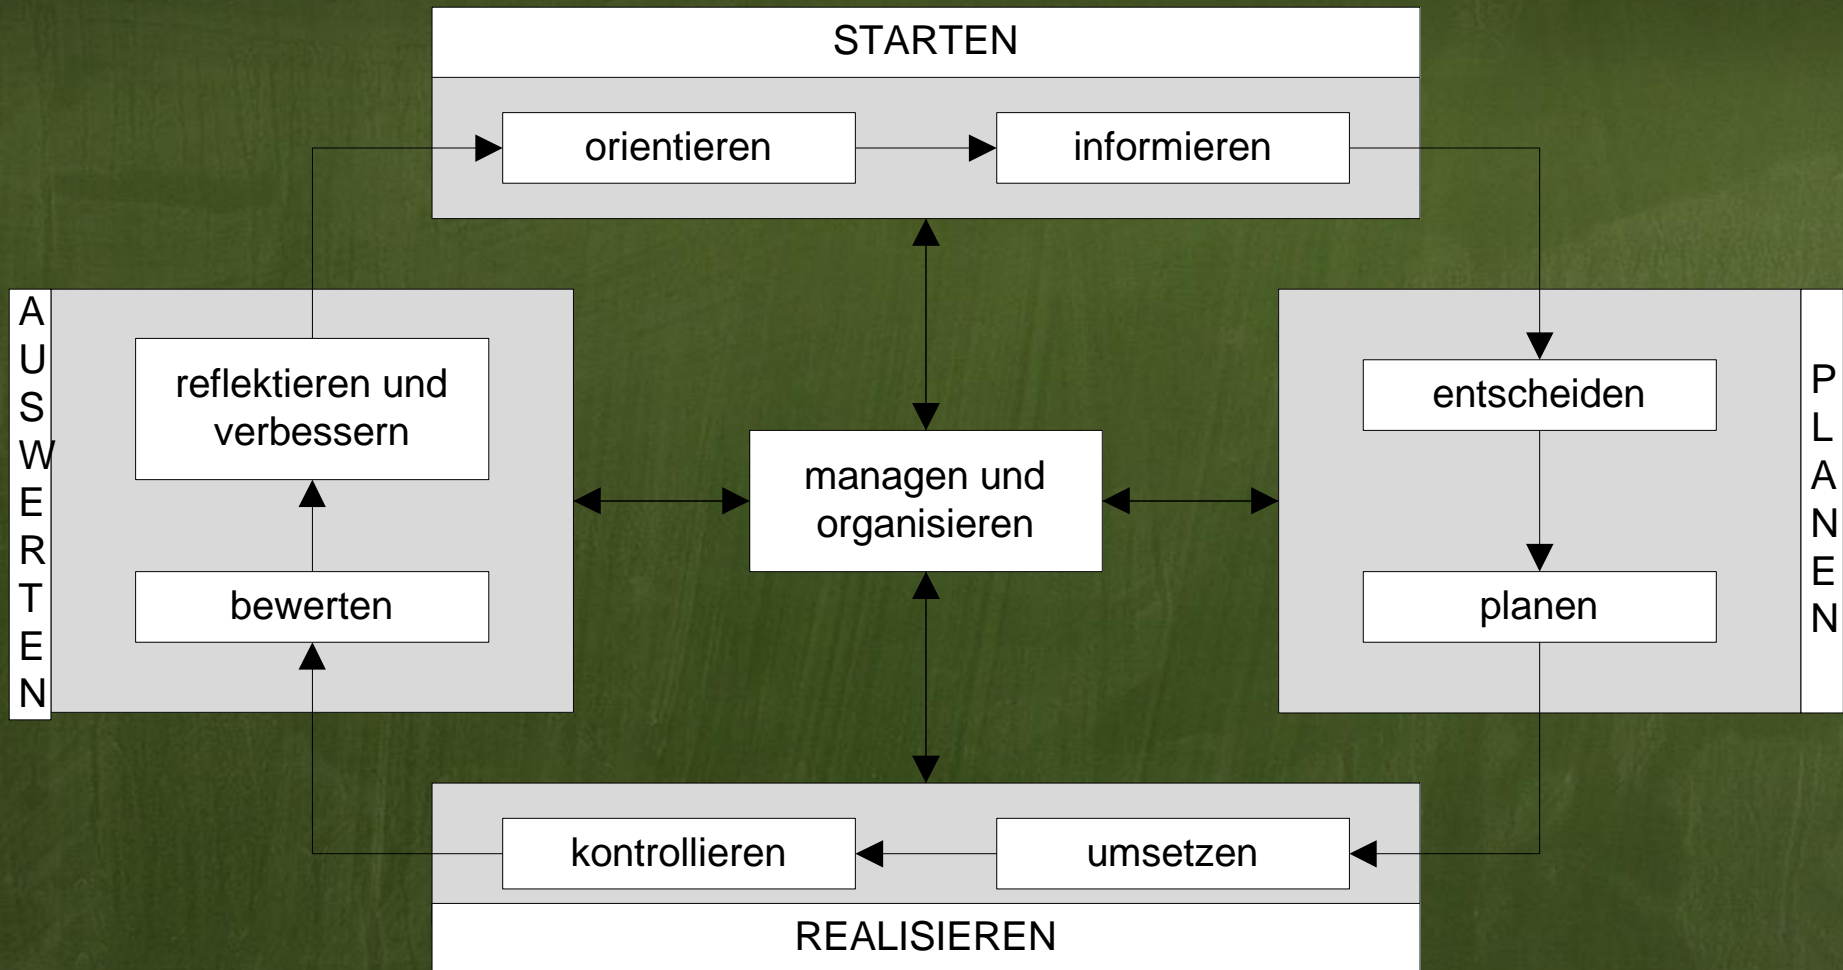 STARTEN
orientieren
informieren
AUSWERTEN
reflektieren und
verbessern
bewerten
managen und
organisieren
entscheiden
planen
PLANEN
kontrollieren
umsetzen
REALISIEREN